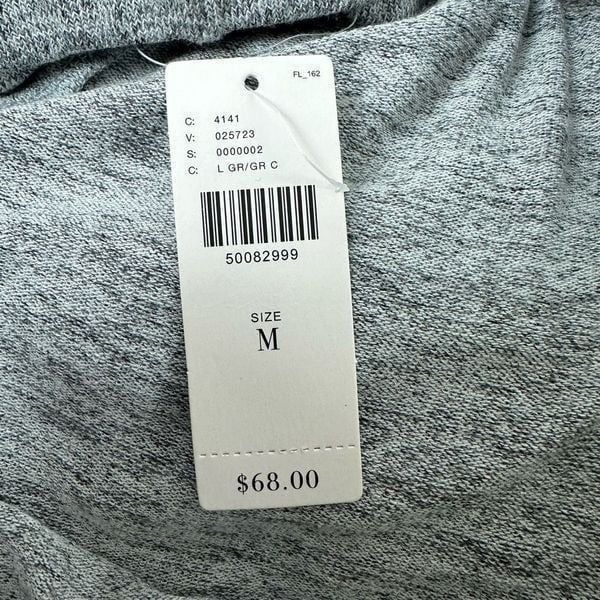 FL_162
C: 4141
V: 025723
S: 0000002
C: L GR/GR C
50082999
SIZE
M
$68.00